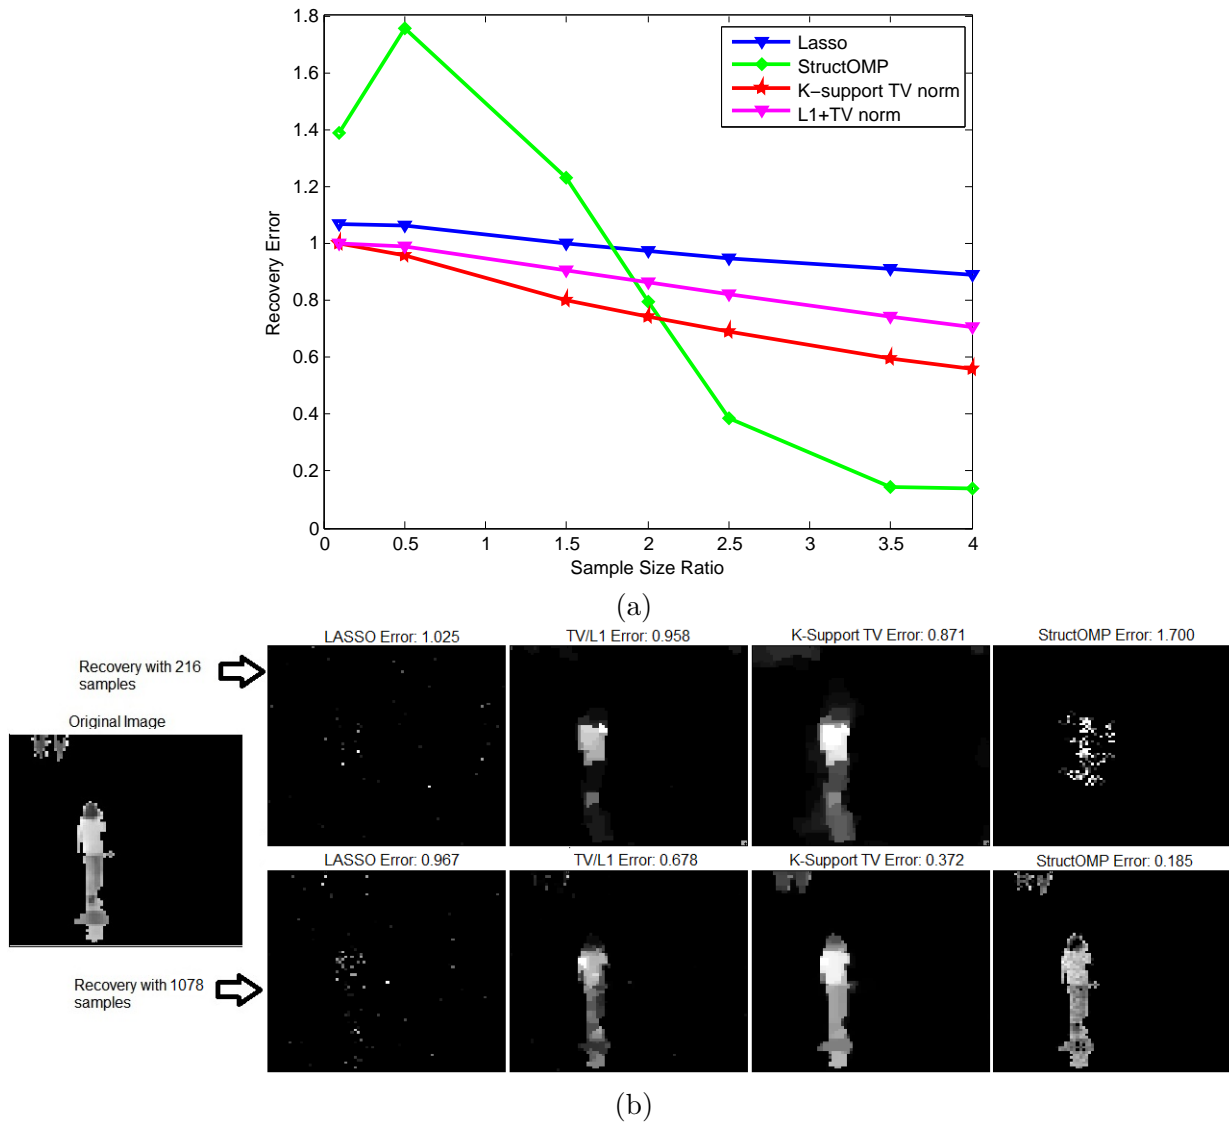 1.8
1.6
1.4
1.2
1
0.8
0.6
0.4
0.2
0
Recovery Error
Lasso
StructOMP
K−support TV norm
L1+TV norm
0 0.5 1 1.5 2 2.5 3 3.5 4
Sample Size Ratio
(a)
LASSO Error: 1.025 TV/L1 Error: 0.958 K-Support TV Error: 0.871 StructOMP Error: 1.700
Recovery with 216
samples
Original Image
LASSO Error: 0.967 TV/L1 Error: 0.678 K-Support TV Error: 0.372 StructOMP Error: 0.185
Recovery with 1078
samples
(b)